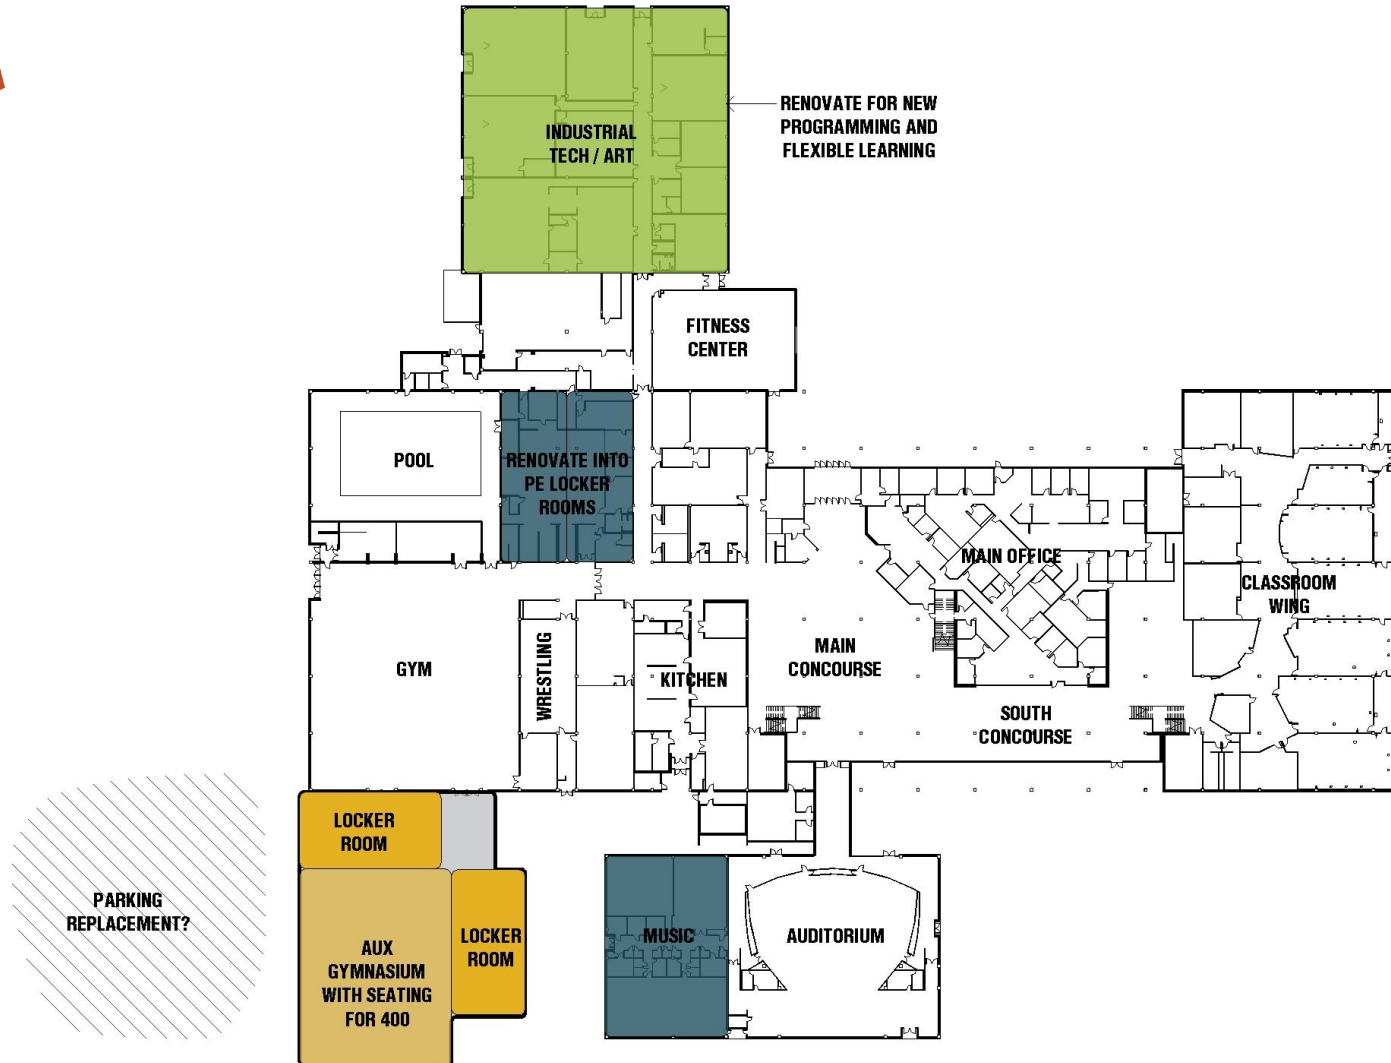 INDUSTRIAL
TECH / ART
RENOVATE FOR NEW
PROGRAMMING AND
FLEXIBLE LEARNING
FITNESS
CENTER
POOL
RENOVATE INTO
PE LOCKER
ROOMS
MAIN OFFICE
CLASSROOM
WING
GYM
WRESTLING
KITCHEN
MAIN
CONCOURSE
SOUTH
CONCOURSE
LOCKER
ROOM
PARKING
REPLACEMENT?
AUX
GYMNASIUM
WITH SEATING
FOR 400
LOCKER
ROOM
MUSIC
AUDITORIUM